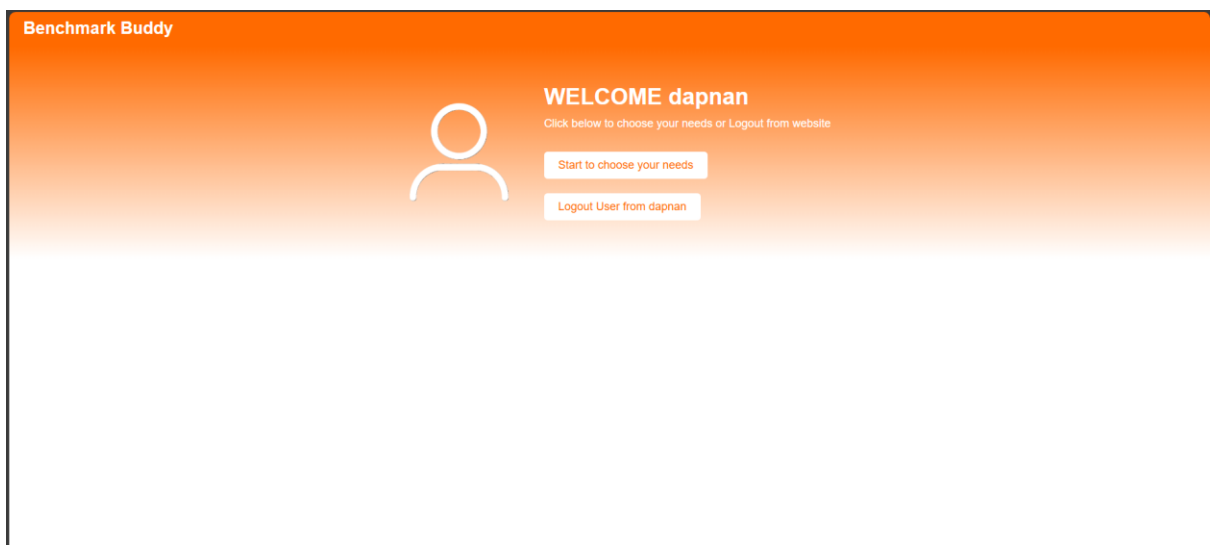 Benchmark Buddy
WELCOME dapnan
Click below to choose your needs or Logout from website
Start to choose your needs
Logout User from dapnan